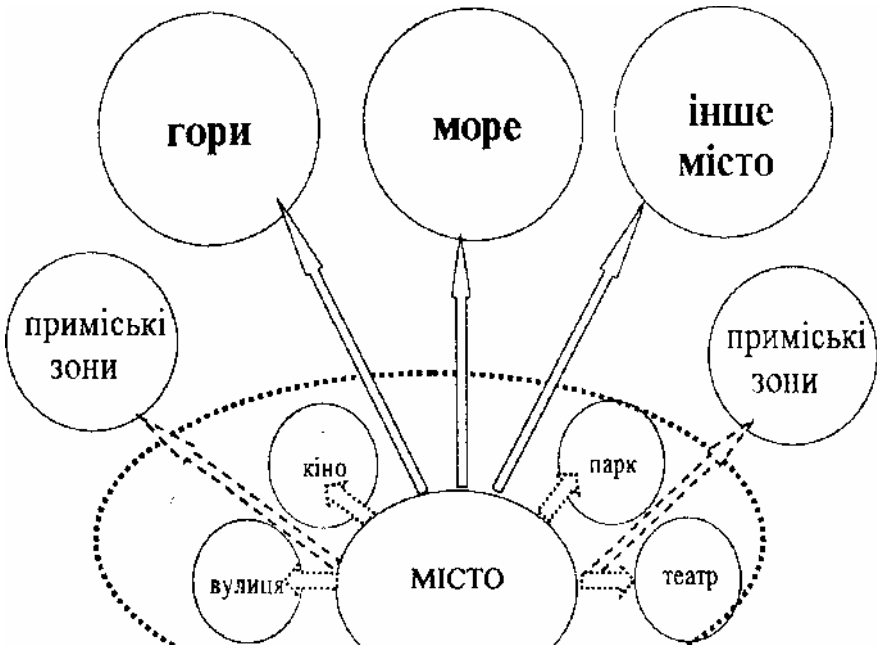 гори
море
інше
місто
приміські
зони
приміські
зони
кіно
парк
вулиця
МІСТО
театр